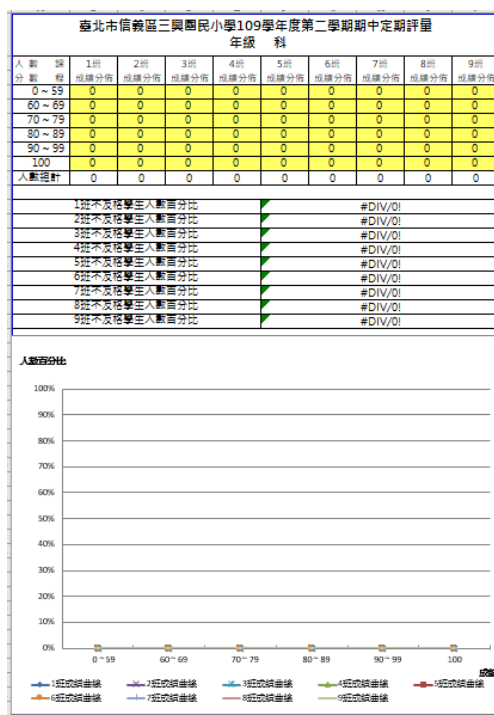 臺北市信義區三興國民小學109學年度第二學期期中定期評量
年級 科
人 數 課 1班 2班 3班 4班 5班 6班 7班 8班 9班
分 數 程 成績分佈 成績分佈 成績分佈 成績分佈 成績分佈 成績分佈 成績分佈 成績分佈 成績分佈
0～59 0 0 0 0 0 0 0 0 0
60～69 0 0 0 0 0 0 0 0 0
70～79 0 0 0 0 0 0 0 0 0
80～89 0 0 0 0 0 0 0 0 0
90～99 0 0 0 0 0 0 0 0 0
100 0 0 0 0 0 0 0 0 0
人數總計 0 0 0 0 0 0 0 0 0
1班不及格學生人數百分比 #DIV/0!
2班不及格學生人數百分比 #DIV/0!
3班不及格學生人數百分比 #DIV/0!
4班不及格學生人數百分比 #DIV/0!
5班不及格學生人數百分比 #DIV/0!
6班不及格學生人數百分比 #DIV/0!
7班不及格學生人數百分比 #DIV/0!
8班不及格學生人數百分比 #DIV/0!
9班不及格學生人數百分比 #DIV/0!
人數百分比
100%
90%
80%
70%
60%
50%
40%
30%
20%
10%
0%
0～59 60～69 70～79 80～89 90～99 100
成績
1班成績曲線 2班成績曲線 3班成績曲線 4班成績曲線 5班成績曲線
6班成績曲線 7班成績曲線 8班成績曲線 9班成績曲線